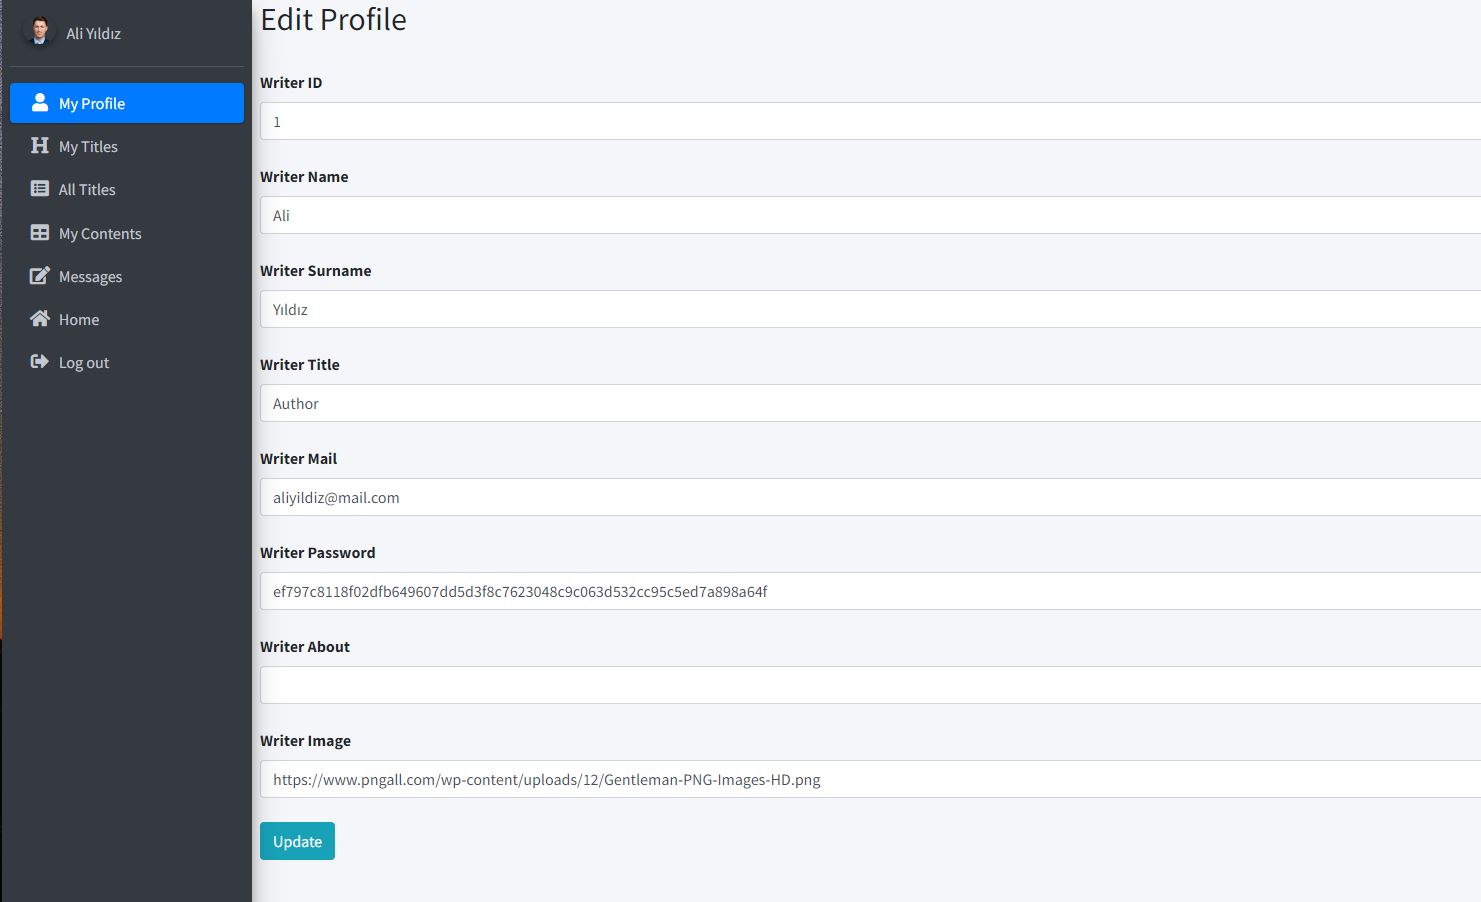 Ali Yıldız
My Profile
My Titles
All Titles
My Contents
Messages
Home
Log out
Edit Profile
Writer ID
1
Writer Name
Ali
Writer Surname
Yıldız
Writer Title
Author
Writer Mail
aliyildiz@mail.com
Writer Password
ef797c8118f02dfb649607dd5d3f8c7623048c9c063d532cc95c5ed7a898a64f
Writer About
Writer Image
https://www.pngall.com/wp-content/uploads/12/Gentleman-PNG-Images-HD.png
Update